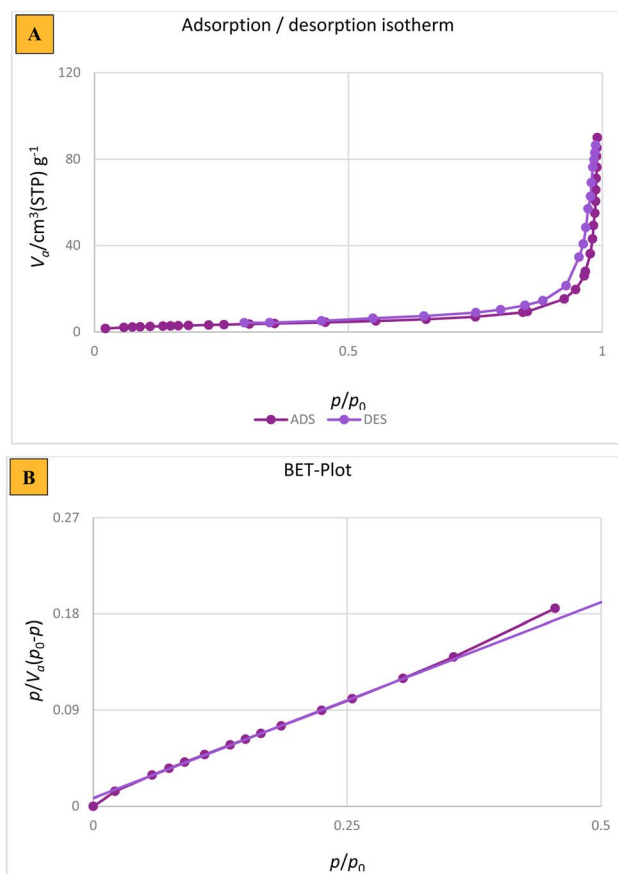 A
Adsorption / desorption isotherm
120
80
40
0
Va/cm³(STP) g⁻¹
0
0.5
1
p/p₀
ADS
DES
B
BET-Plot
0.27
0.18
0.09
0
p/Va(p₀-p)
0
0.25
0.5
p/p₀